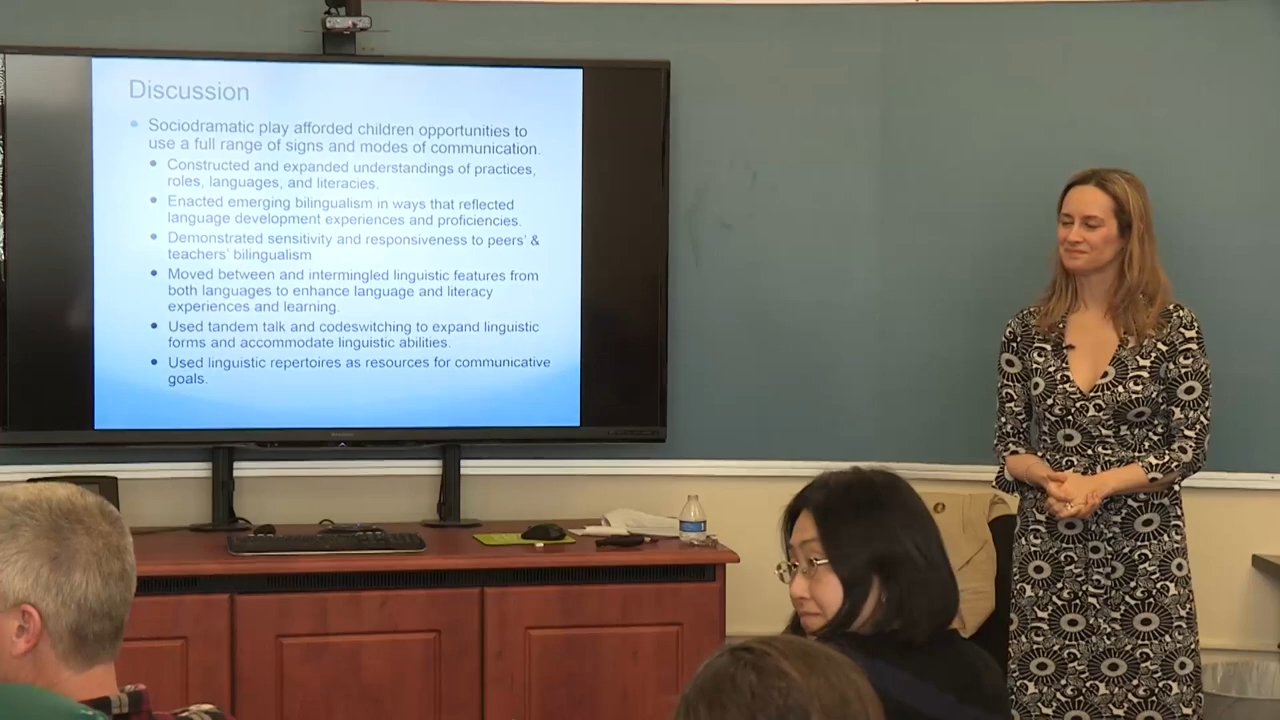 Discussion
Sociodramatic play afforded children opportunities to
use a full range of signs and modes of communication.
Constructed and expanded understandings of practices,
roles, languages, and literacies.
Enacted emerging bilingualism in ways that reflected
language development experiences and proficiencies.
Demonstrated sensitivity and responsiveness to peers' &
teachers' bilingualism
Moved between and intermingled linguistic features from
both languages to enhance language and literacy
experiences and learning.
Used tandem talk and codeswitching to expand linguistic
forms and accommodate linguistic abilities.
Used linguistic repertoires as resources for communicative
goals.